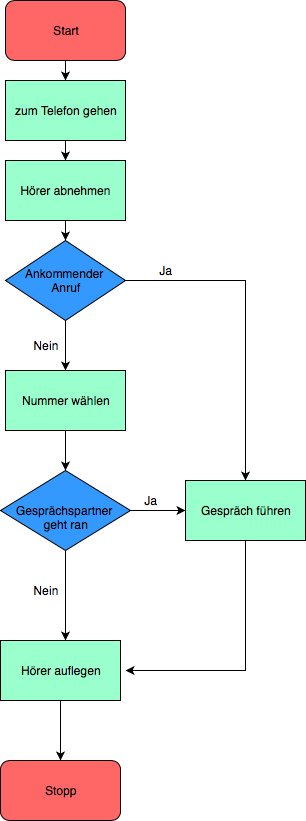 Start
zum Telefon gehen
Hörer abnehmen
Ankommender
Anruf
Ja
Nein
Nummer wählen
Gesprächspartner
geht ran
Ja
Gespräch führen
Nein
Hörer auflegen
Stopp